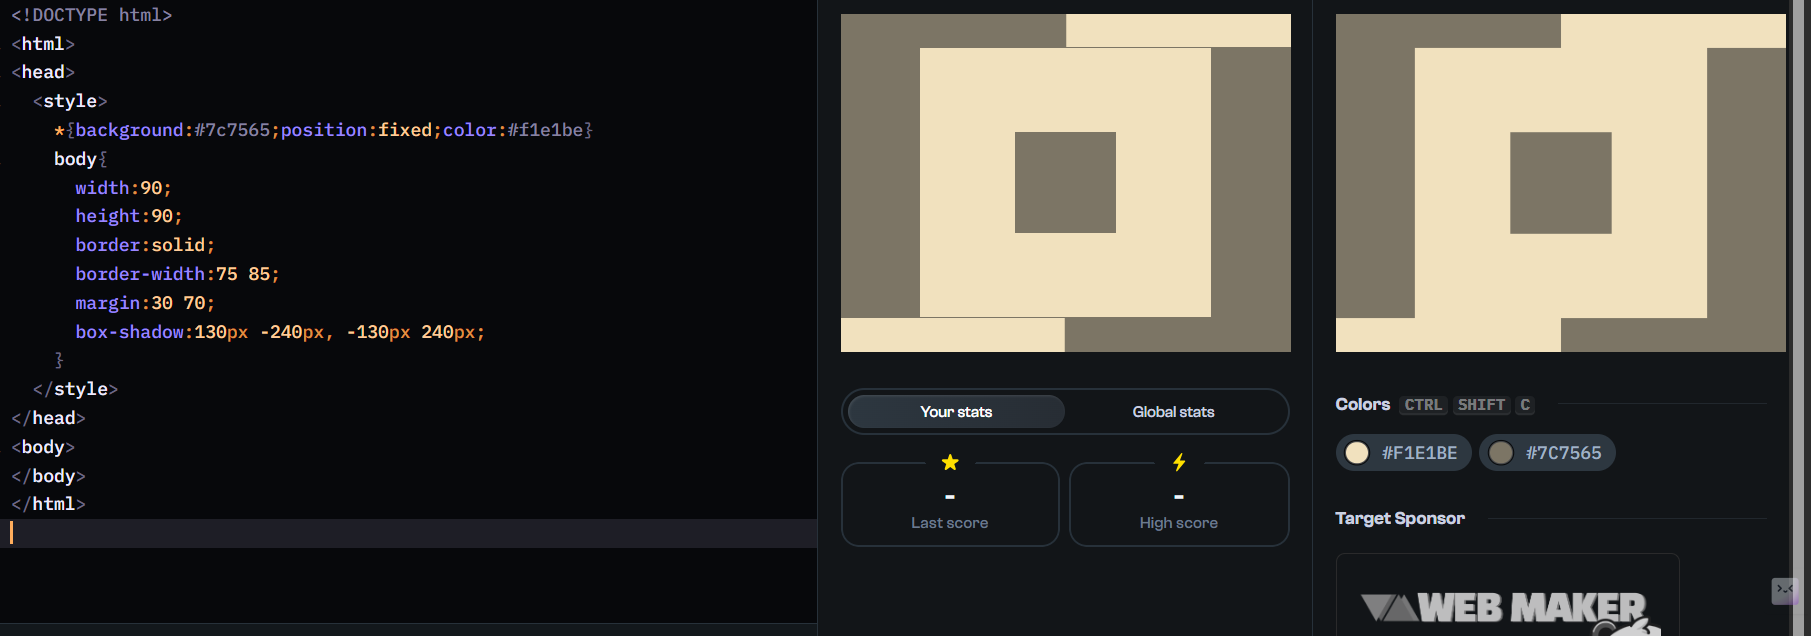 <!DOCTYPE html>
<html>
<head>
<style>
*{background:#7c7565;position:fixed;color:#f1e1be}
body{
width:90;
height:90;
border:solid;
border-width:75 85;
margin:30 70;
box-shadow:130px -240px, -130px 240px;
}
</style>
</head>
<body>
</body>
</html>
Your stats
Global stats
-
Last score
-
High score
Colors CTRL SHIFT C
#F1E1BE
#7C7565
Target Sponsor
WEB MAKER